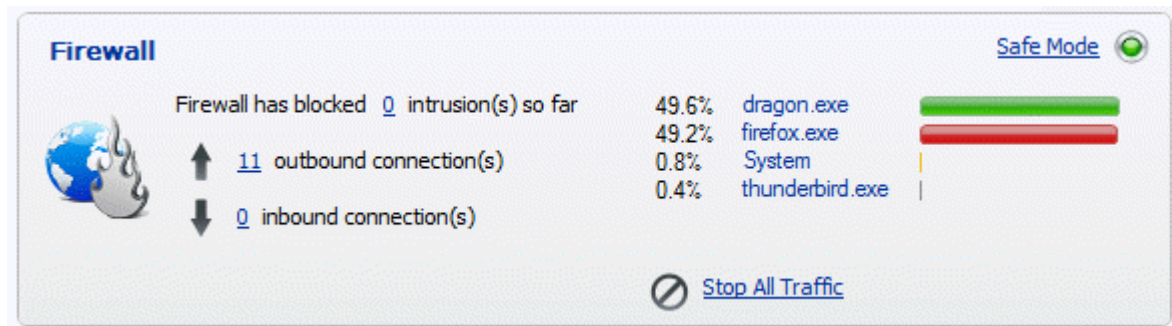 Firewall
Safe Mode
Firewall has blocked 0 intrusion(s) so far
11 outbound connection(s)
0 inbound connection(s)
49.6% dragon.exe
49.2% firefox.exe
0.8% System
0.4% thunderbird.exe
Stop All Traffic